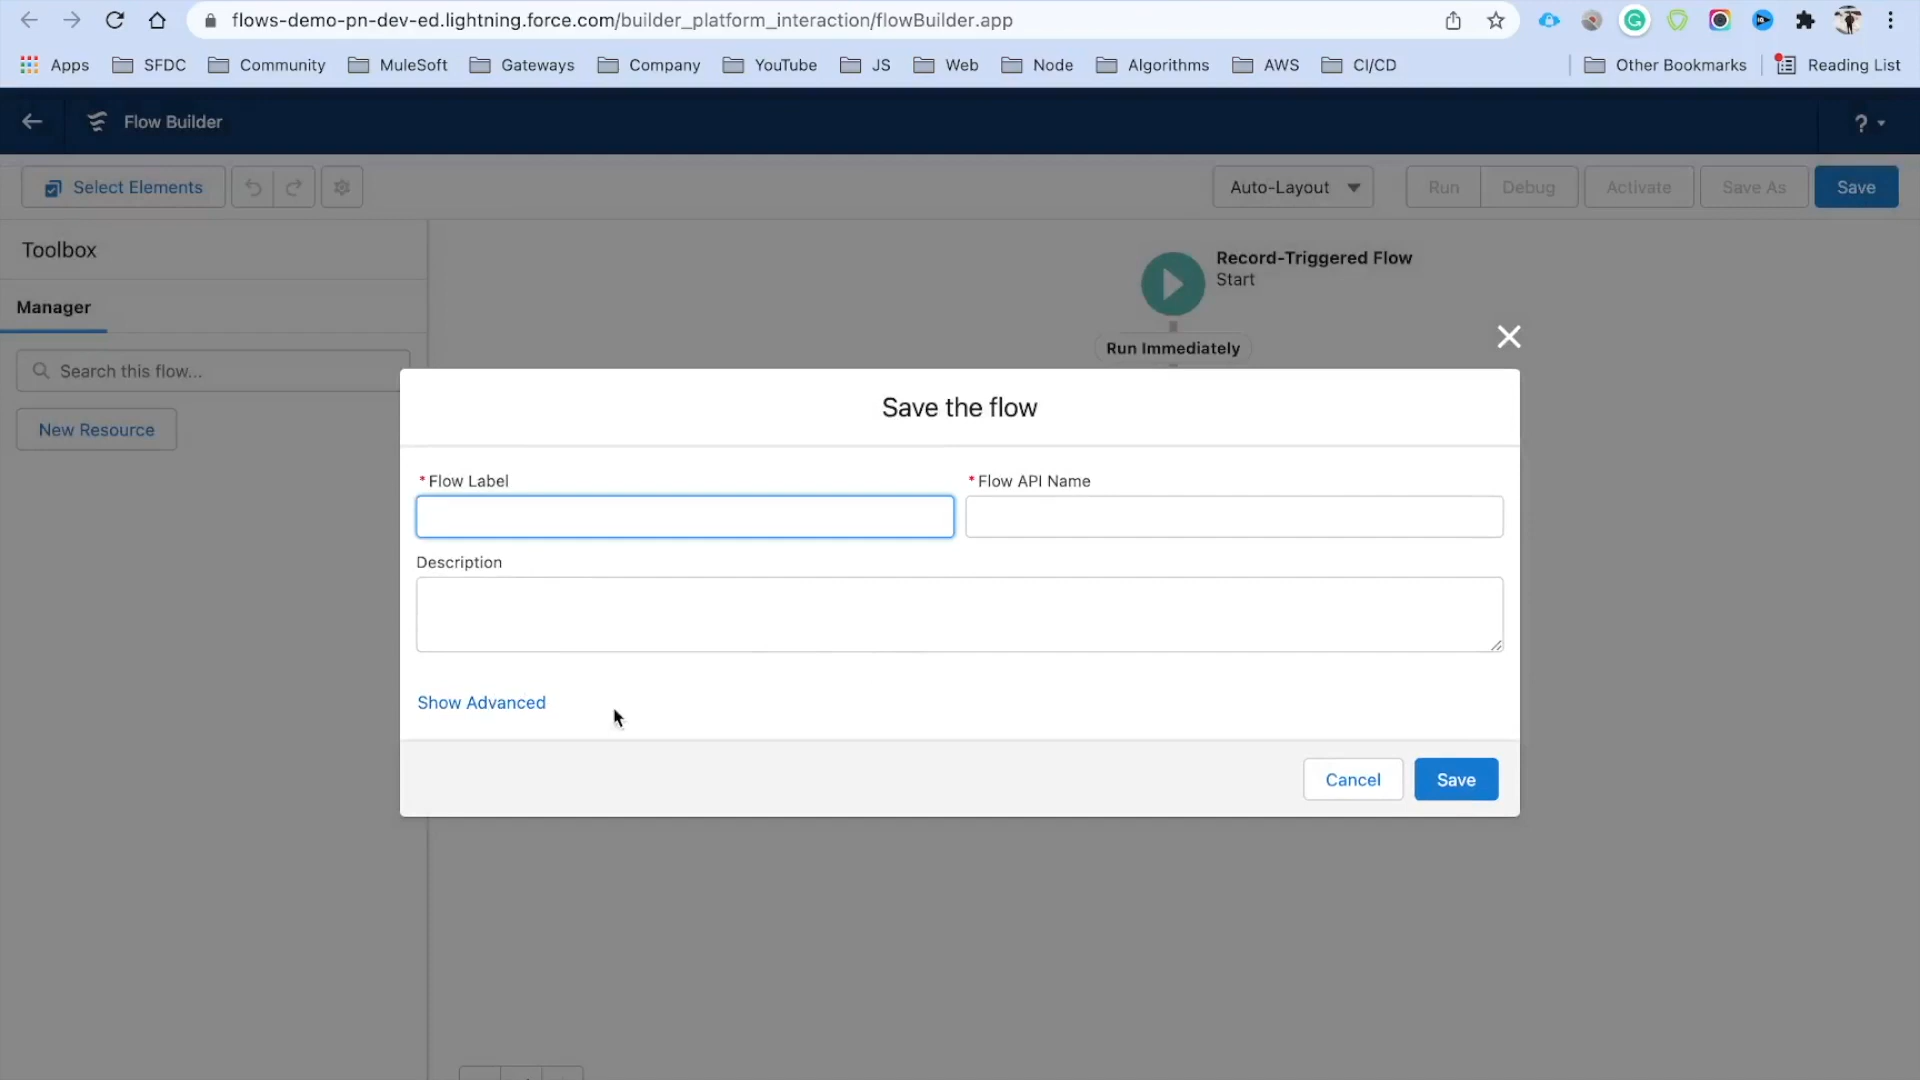 flows-demo-pn-dev-ed.lightning.force.com/builder_platform_interaction/flowBuilder.app
Apps SFDC Community MuleSoft Gateways Company YouTube JS Web Node Algorithms AWS CI/CD Other Bookmarks Reading List
Flow Builder ?
Select Elements Auto-Layout Run Debug Activate Save As Save
Toolbox
Manager
Search this flow...
New Resource
Record-Triggered Flow
Start
Run Immediately
Save the flow
*Flow Label *Flow API Name
Description
Show Advanced
Cancel Save